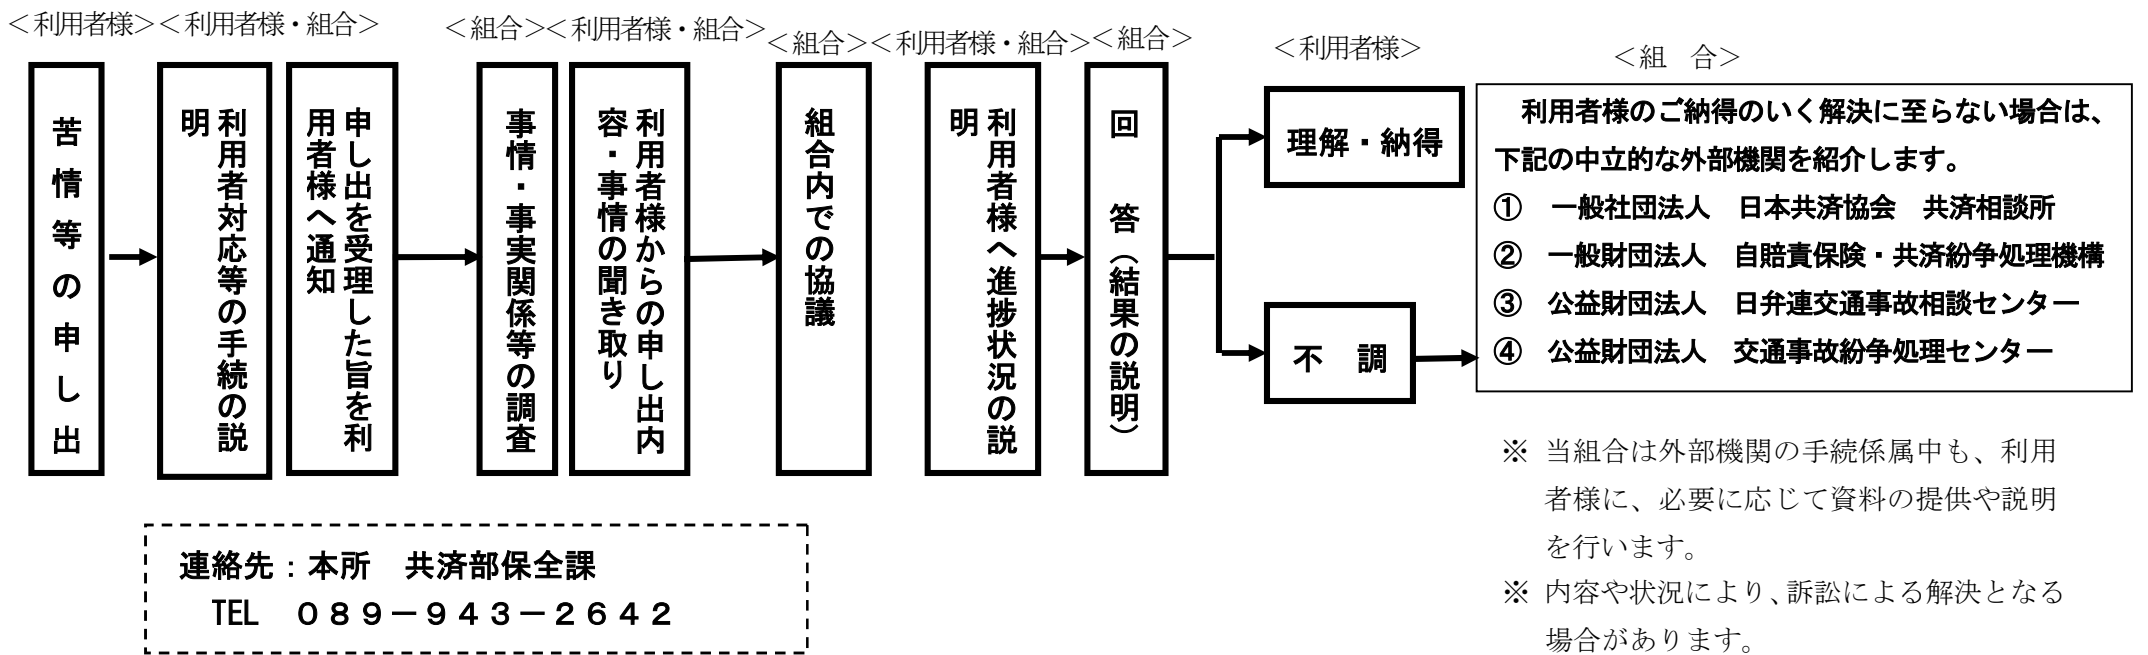 ＜利用者様＞
＜利用者様・組合＞
＜組合＞
＜利用者様・組合＞
＜組合＞
＜利用者様・組合＞
＜組合＞
＜利用者様＞
＜組　合＞
苦情等の申し出
利用者対応等の手続の説
明
申し出を受理した旨を利
用者様へ通知
事情・事実関係等の調査
利用者様からの申し出内
容・事情の聞き取り
組合内での協議
利用者様へ進捗状況の説
明
回　答（結果の説明）
理解・納得
不　調
利用者様のご納得のいく解決に至らない場合は、
下記の中立的な外部機関を紹介します。
①　一般社団法人　日本共済協会　共済相談所
②　一般財団法人　自賠責保険・共済紛争処理機構
③　公益財団法人　日弁連交通事故相談センター
④　公益財団法人　交通事故紛争処理センター
※ 当組合は外部機関の手続係属中も、利用
者様に、必要に応じて資料の提供や説明
を行います。
※ 内容や状況により、訴訟による解決となる
場合があります。
連絡先：本所　共済部保全課
TEL　０８９－９４３－２６４２